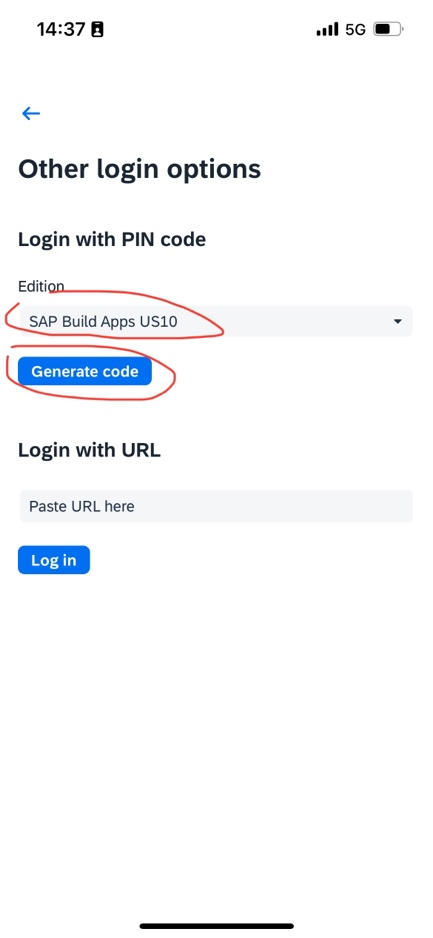 14:37
5G
Other login options
Login with PIN code
Edition
SAP Build Apps US10
Generate code
Login with URL
Paste URL here
Log in